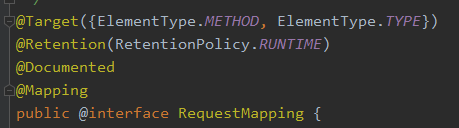 @Target({ElementType.METHOD, ElementType.TYPE})
@Retention(RetentionPolicy.RUNTIME)
@Documented
@Mapping
public @interface RequestMapping {